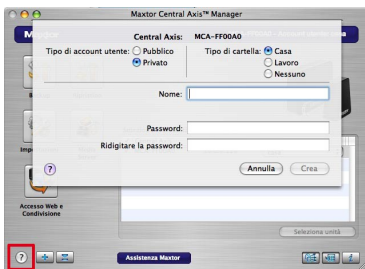 Maxtor Central Axis™ Manager
Central Axis: MCA-FF00A0
Tipo di account utente: Pubblico
Privato
Tipo di cartella: Casa
Lavoro
Nessuno
Nome:
Password:
Ridigitare la password:
? Annulla Crea
Accesso Web e
Condivisione
Seleziona unità
? Assistenza Maxtor